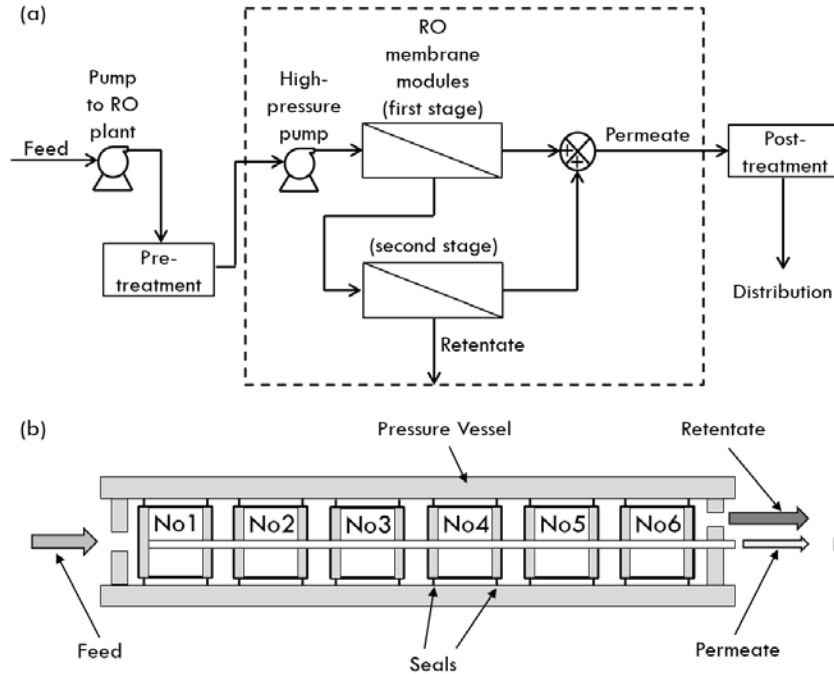 (a)
Pump
to RO
plant
Feed
Pre-
treatment
High-
pressure
pump
RO
membrane
modules
(first stage)
(second stage)
Retentate
+
+
Permeate
Post-
treatment
Distribution
(b)
Pressure Vessel
Retentate
No1 No2 No3 No4 No5 No6
Feed
Seals
Permeate